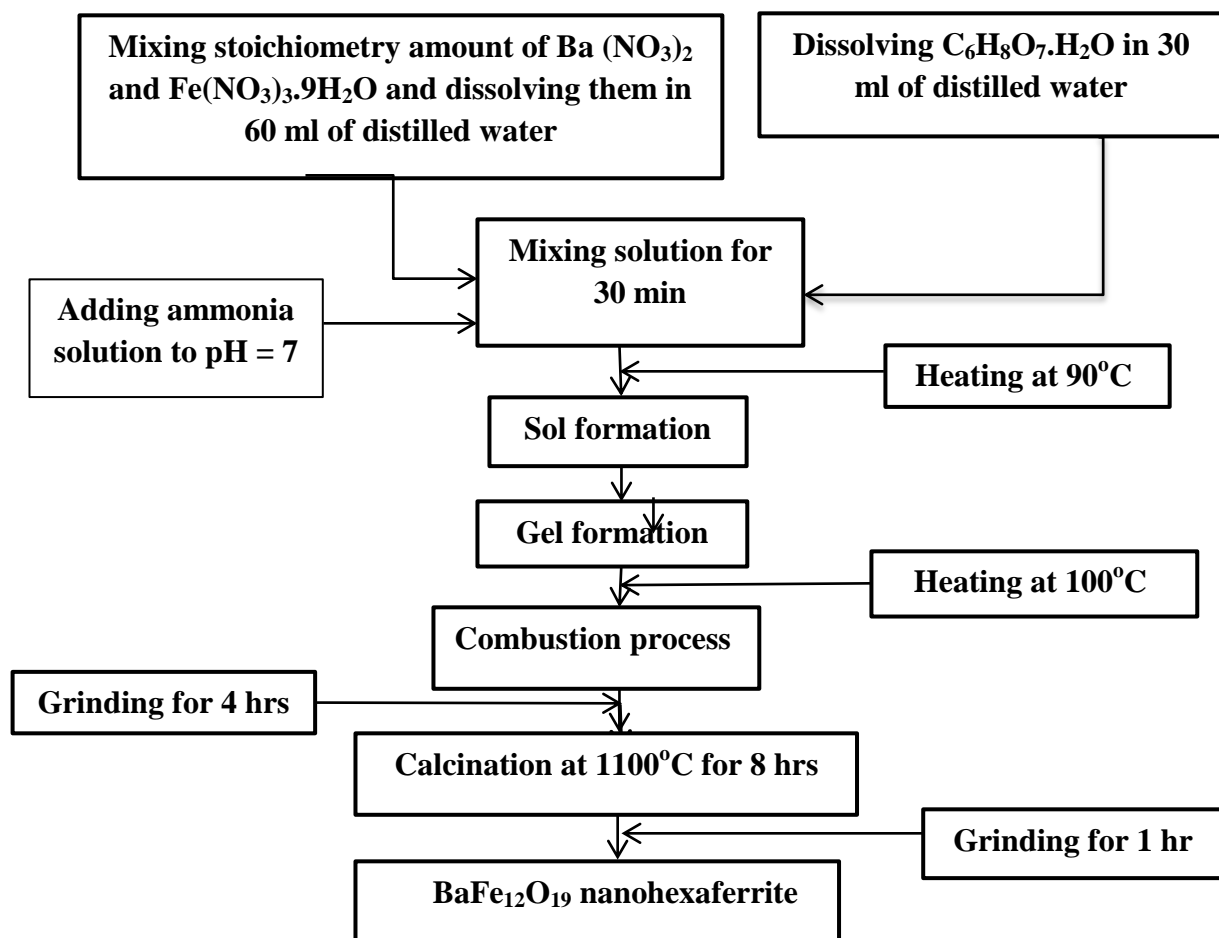 Mixing stoichiometry amount of Ba (NO₃)₂
and Fe(NO₃)₃.9H₂O and dissolving them in
60 ml of distilled water
Dissolving C₆H₈O₇.H₂O in 30
ml of distilled water
Mixing solution for
30 min
Adding ammonia
solution to pH = 7
Heating at 90°C
Sol formation
Gel formation
Heating at 100°C
Combustion process
Grinding for 4 hrs
Calcination at 1100°C for 8 hrs
Grinding for 1 hr
BaFe₁₂O₁₉ nanohexaferrite